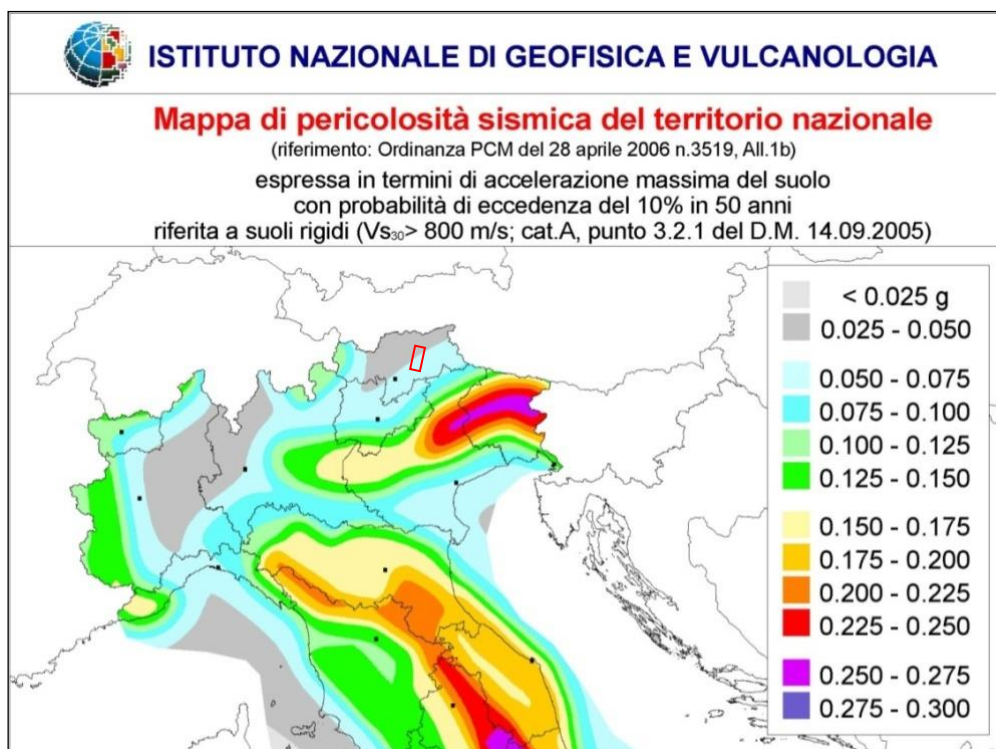 ISTITUTO NAZIONALE DI GEOFISICA E VULCANOLOGIA
Mappa di pericolosità sismica del territorio nazionale
(riferimento: Ordinanza PCM del 28 aprile 2006 n.3519, All.1b)
espressa in termini di accelerazione massima del suolo
con probabilità di eccedenza del 10% in 50 anni
riferita a suoli rigidi (Vs30> 800 m/s; cat.A, punto 3.2.1 del D.M. 14.09.2005)
< 0.025 g
0.025 - 0.050
0.050 - 0.075
0.075 - 0.100
0.100 - 0.125
0.125 - 0.150
0.150 - 0.175
0.175 - 0.200
0.200 - 0.225
0.225 - 0.250
0.250 - 0.275
0.275 - 0.300